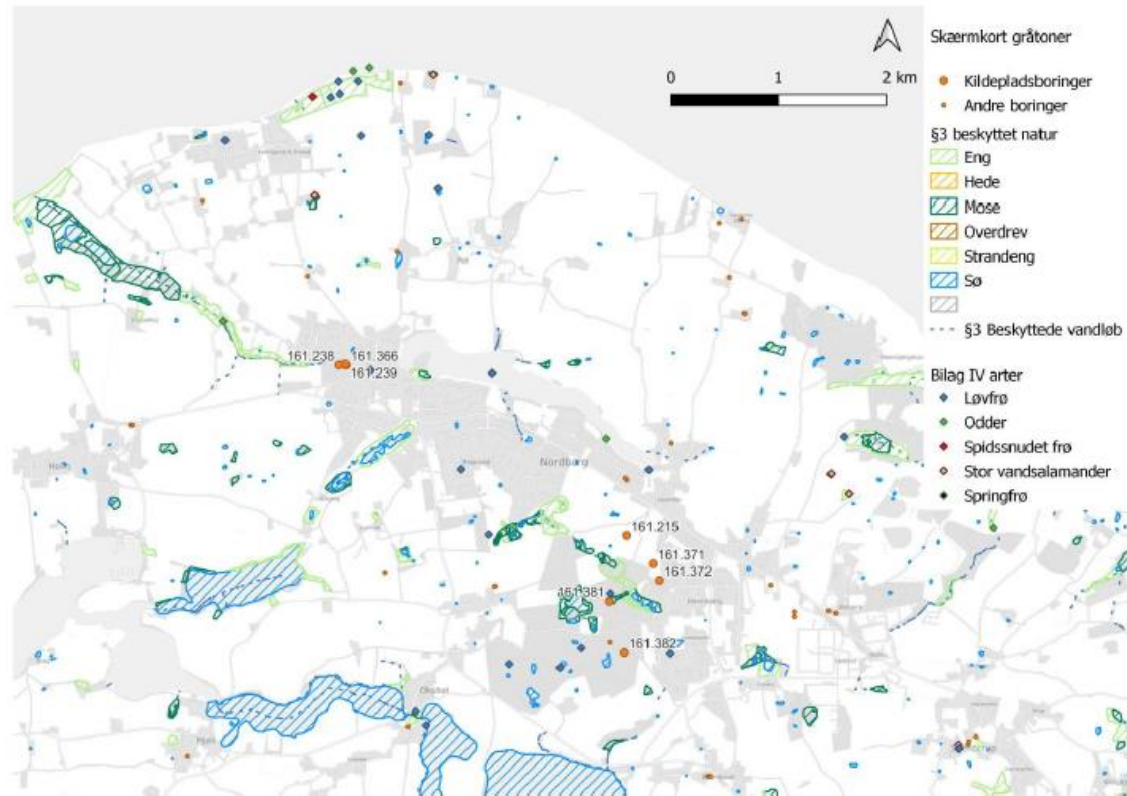 Skærmkort gråtoner
0 1 2 km
Kildepladsboringer
Andre boringer
§3 beskyttet natur
Eng
Hede
Mose
Overdrev
Strandeng
Sø
§3 Beskyttede vandløb
Bilag IV arter
Løvfrø
Odder
Spidssnudet frø
Stor vandsalamander
Springfrø
161.238 161.366
161.239
Nordborg
161.215
161.371
161.372
161.381
161.382